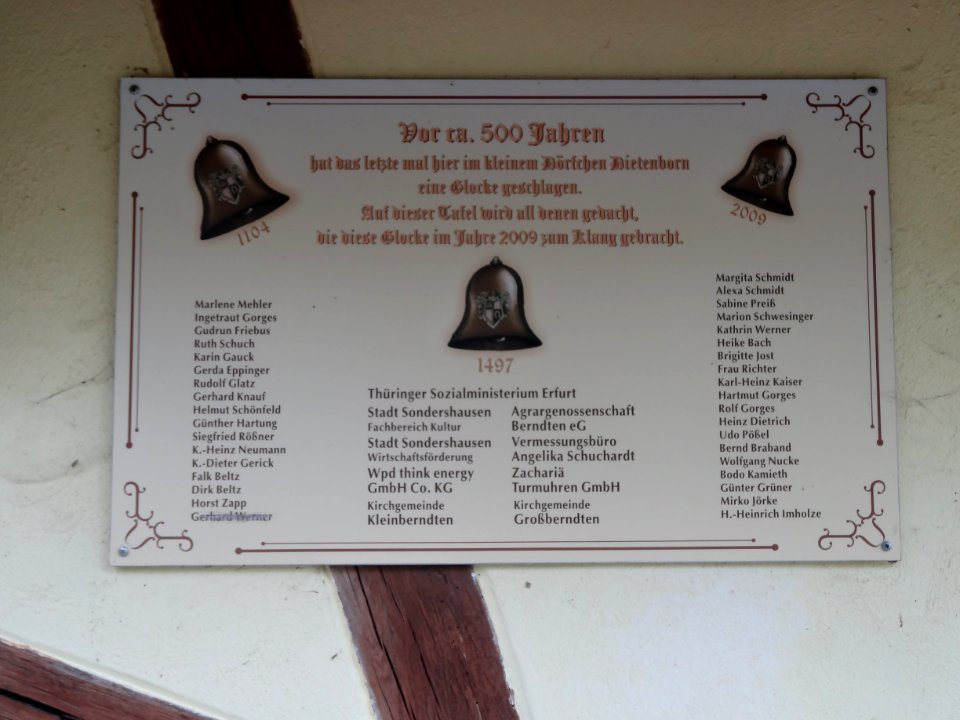 Vor ca. 500 Jahren
hat das letzte mal hier im kleinem Dörfchen Dietenborn
eine Glocke geschlagen.
Auf dieser Tafel wird all denen gedacht,
die diese Glocke im Jahre 2009 zum Klang gebracht.
1104
2009
1497
Marlene Mehler
Ingetraut Gorges
Gudrun Friebus
Ruth Schuch
Karin Gauck
Gerda Eppinger
Rudolf Glatz
Gerhard Knauf
Helmut Schönfeld
Günther Hartung
Siegfried Rößner
K.-Heinz Neumann
K.-Dieter Gerick
Falk Beltz
Dirk Beltz
Horst Zapp
Gerhard Werner
Thüringer Sozialministerium Erfurt
Stadt Sondershausen
Fachbereich Kultur
Stadt Sondershausen
Wirtschaftsförderung
Wpd think energy
GmbH Co. KG
Kirchgemeinde
Kleinberndten
Agrargenossenschaft
Berndten eG
Vermessungsbüro
Angelika Schuchardt
Zachariä
Turmuhren GmbH
Kirchgemeinde
Großberndten
Margita Schmidt
Alexa Schmidt
Sabine Preiß
Marion Schwesinger
Kathrin Werner
Heike Bach
Brigitte Jost
Frau Richter
Karl-Heinz Kaiser
Hartmut Gorges
Rolf Gorges
Heinz Dietrich
Udo Pößel
Bernd Braband
Wolfgang Nucke
Bodo Kamieth
Günter Grüner
Mirko Jörke
H.-Heinrich Imholze